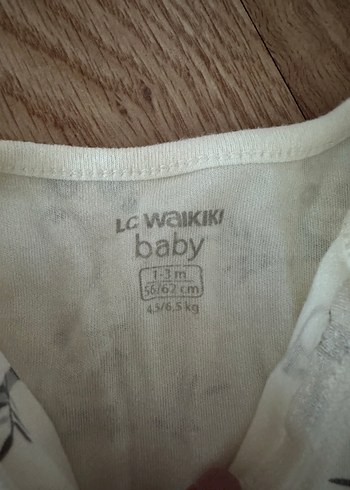 LC WAIKIKI
baby
1-3 m
56/62 cm
4,5/6,5 kg